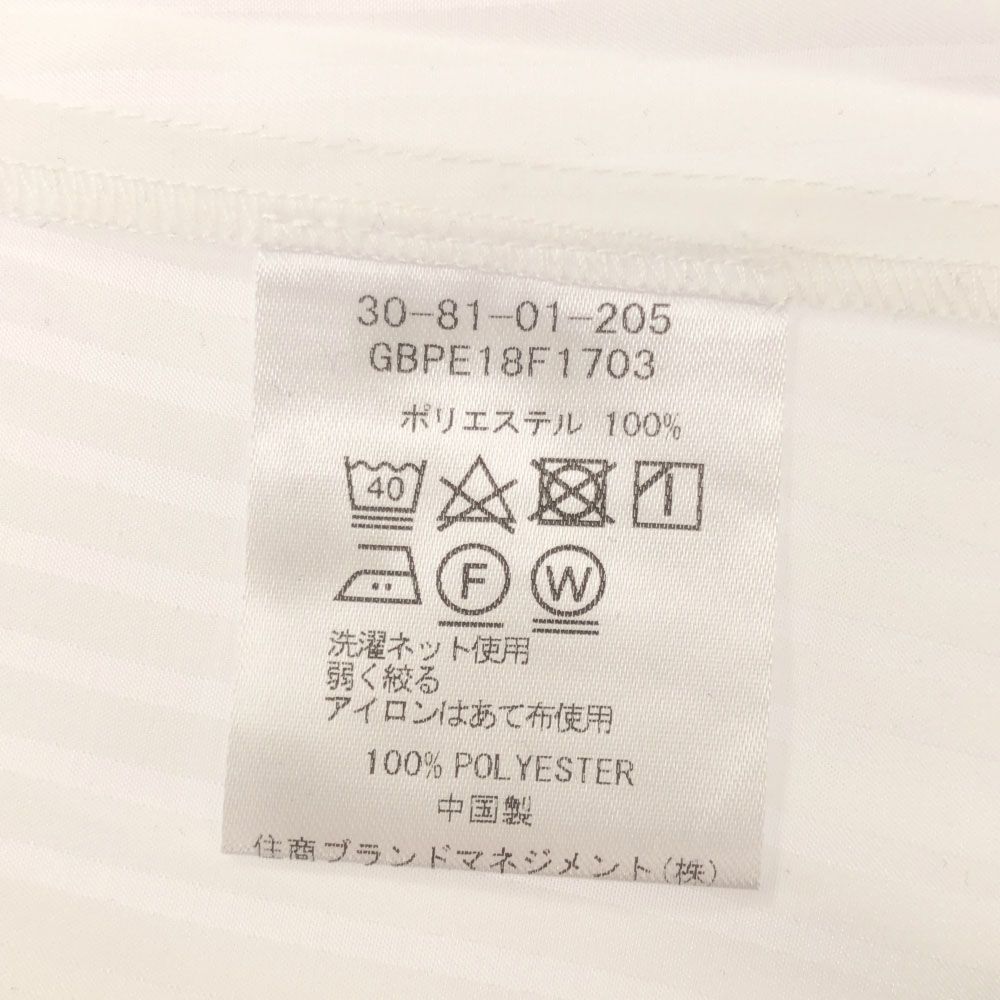 30-81-01-205
GBPE18F1703
ポリエステル 100%
40
F W
洗濯ネット使用
弱く絞る
アイロンはあて布使用
100% POLYESTER
中国製
住商ブランドマネジメント(株)